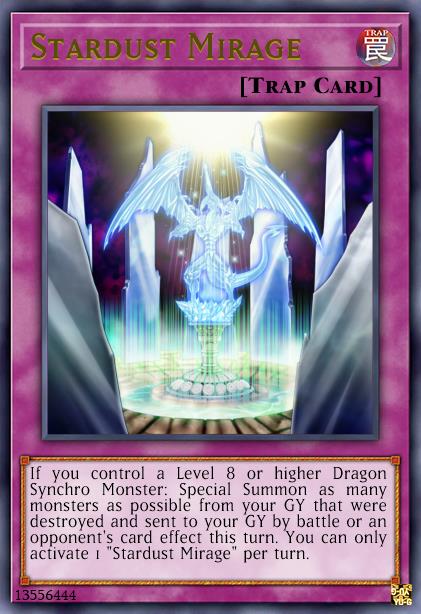 Stardust Mirage
TRAP
罠
[Trap Card]
If you control a Level 8 or higher Dragon
Synchro Monster: Special Summon as many
monsters as possible from your GY that were
destroyed and sent to your GY by battle or an
opponent's card effect this turn. You can only
activate 1 "Stardust Mirage" per turn.
13556444